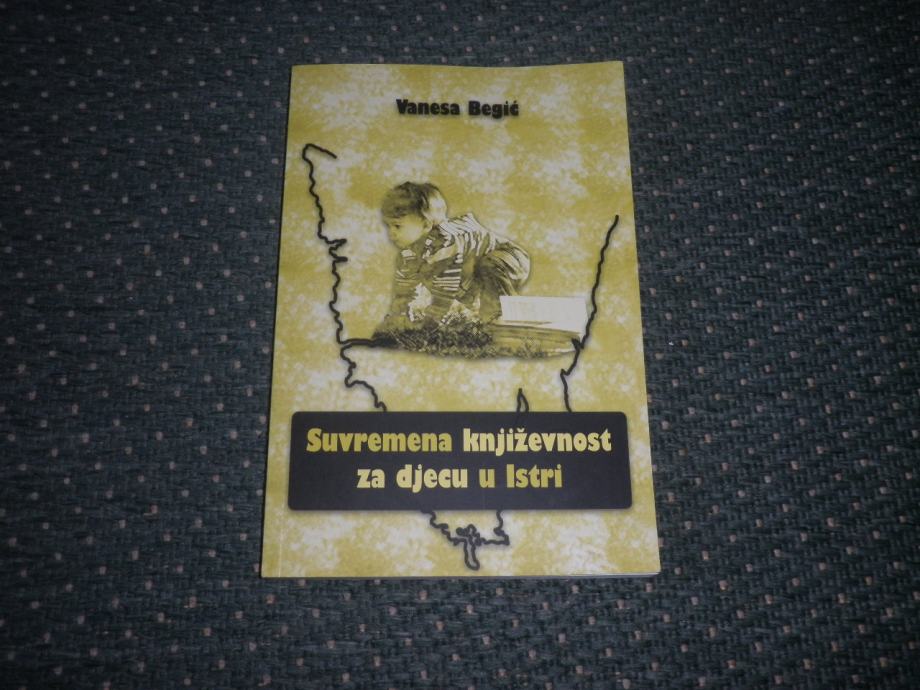 Vanesa Begić
Suvremena književnost
za djecu u Istri